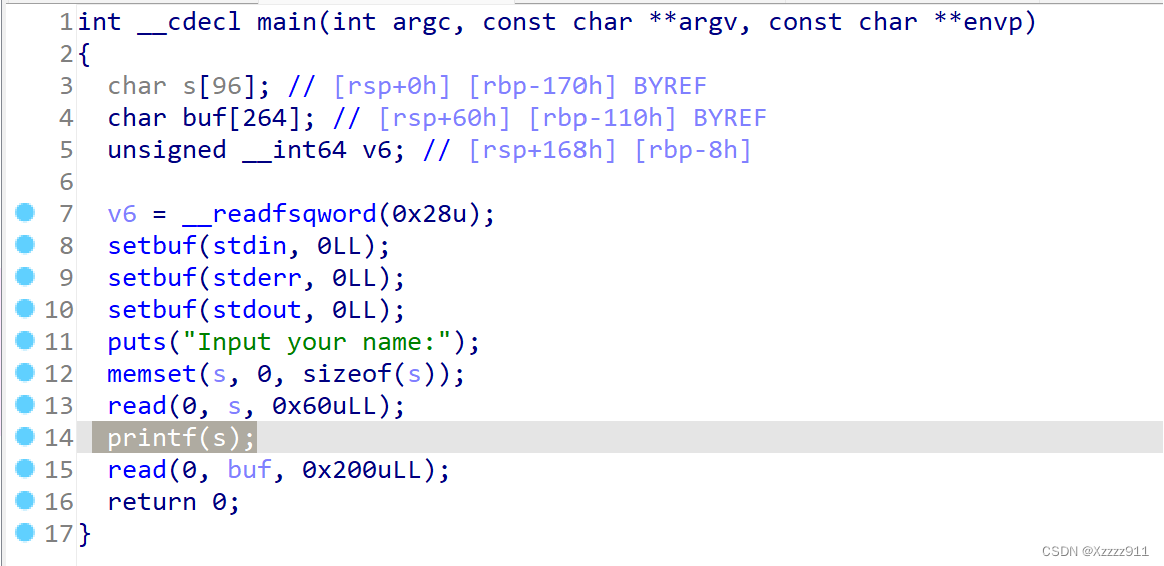 1 int __cdecl main(int argc, const char **argv, const char **envp)
2 {
3   char s[96]; // [rsp+0h] [rbp-170h] BYREF
4   char buf[264]; // [rsp+60h] [rbp-110h] BYREF
5   unsigned __int64 v6; // [rsp+168h] [rbp-8h]
6
7   v6 = __readfsqword(0x28u);
8   setbuf(stdin, 0LL);
9   setbuf(stderr, 0LL);
10   setbuf(stdout, 0LL);
11   puts("Input your name:");
12   memset(s, 0, sizeof(s));
13   read(0, s, 0x60uLL);
14   printf(s);
15   read(0, buf, 0x200uLL);
16   return 0;
17 }
CSDN @Xzzzz911